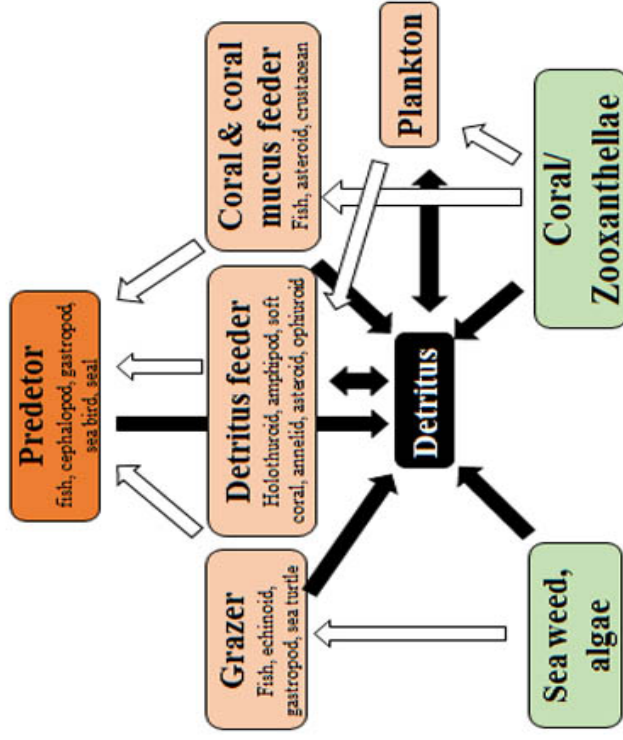 Predetor
fish, cephalopod, gastropod,
sea bird, seal
Grazer
Fish, echinoid,
gastropod, sea turtle
Detritus feeder
Holothuroid, amphipod, soft
coral, annelid, asteroid, ophiuroid
Coral & coral
mucus feeder
Fish, asteroid, crustacean
Plankton
Detritus
Sea weed,
algae
Coral/
Zooxanthellae